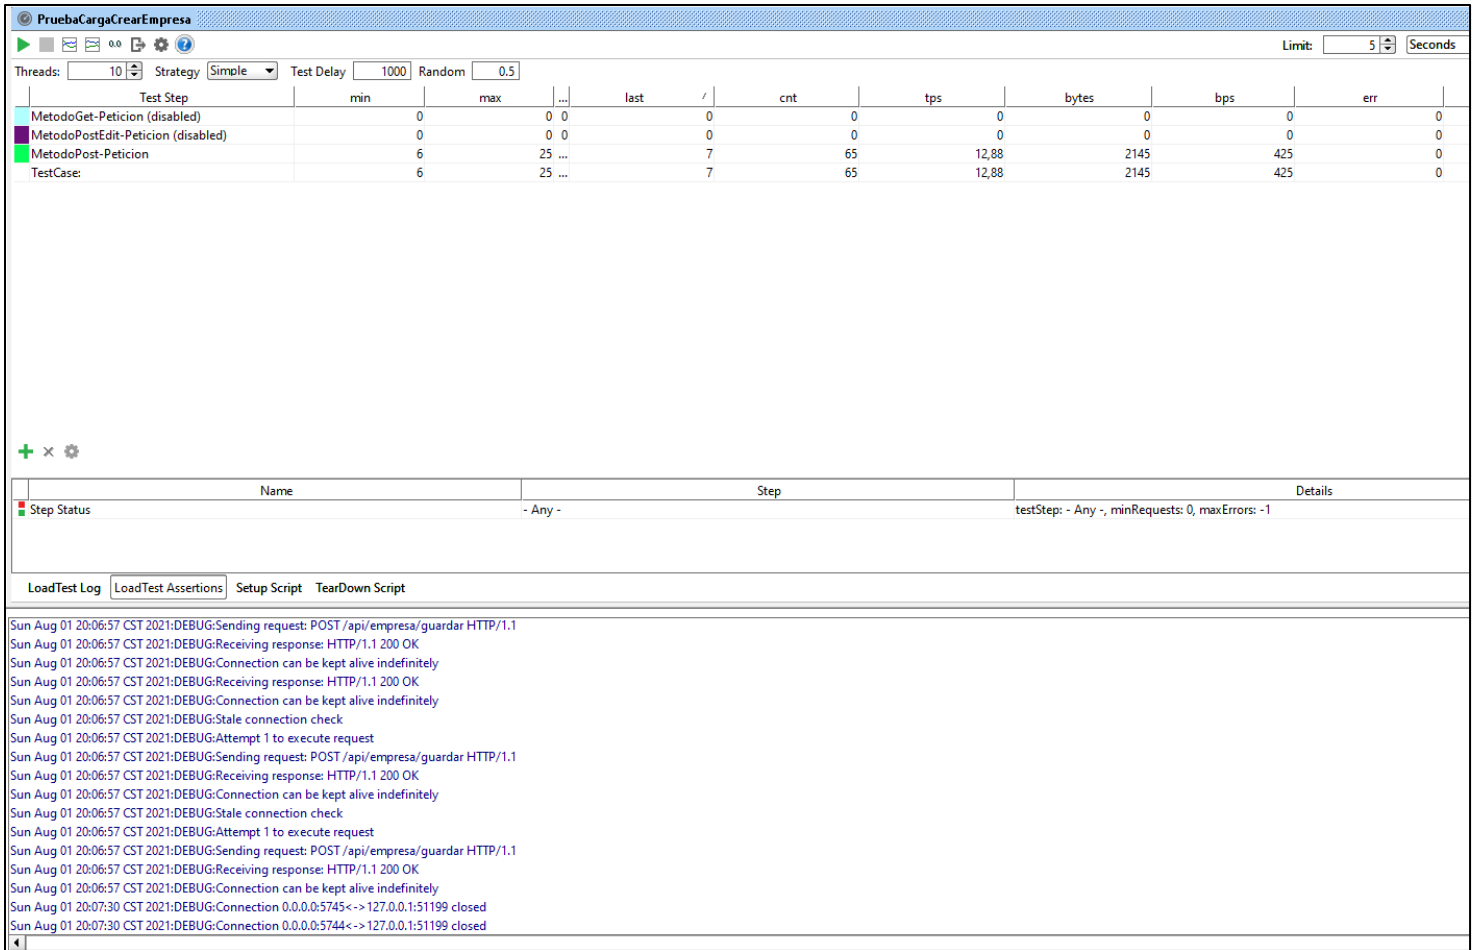 PruebaCargaCrearEmpresa
0.0 ? Limit: 5 Seconds
Threads: 10 Strategy Simple Test Delay 1000 Random 0.5
Test Step min max ... last / cnt tps bytes bps err
MetodoGet-Peticion (disabled) 0 0 0 0 0 0 0 0 0
MetodoPostEdit-Peticion (disabled) 0 0 0 0 0 0 0 0 0
MetodoPost-Peticion 6 25 ... 7 65 12,88 2145 425 0
TestCase: 6 25 ... 7 65 12,88 2145 425 0
Name Step Details
Step Status - Any - testStep: - Any -, minRequests: 0, maxErrors: -1
LoadTest Log LoadTest Assertions Setup Script TearDown Script
Sun Aug 01 20:06:57 CST 2021:DEBUG:Sending request: POST /api/empresa/guardar HTTP/1.1
Sun Aug 01 20:06:57 CST 2021:DEBUG:Receiving response: HTTP/1.1 200 OK
Sun Aug 01 20:06:57 CST 2021:DEBUG:Connection can be kept alive indefinitely
Sun Aug 01 20:06:57 CST 2021:DEBUG:Receiving response: HTTP/1.1 200 OK
Sun Aug 01 20:06:57 CST 2021:DEBUG:Connection can be kept alive indefinitely
Sun Aug 01 20:06:57 CST 2021:DEBUG:Stale connection check
Sun Aug 01 20:06:57 CST 2021:DEBUG:Attempt 1 to execute request
Sun Aug 01 20:06:57 CST 2021:DEBUG:Sending request: POST /api/empresa/guardar HTTP/1.1
Sun Aug 01 20:06:57 CST 2021:DEBUG:Receiving response: HTTP/1.1 200 OK
Sun Aug 01 20:06:57 CST 2021:DEBUG:Connection can be kept alive indefinitely
Sun Aug 01 20:06:57 CST 2021:DEBUG:Stale connection check
Sun Aug 01 20:06:57 CST 2021:DEBUG:Attempt 1 to execute request
Sun Aug 01 20:06:57 CST 2021:DEBUG:Sending request: POST /api/empresa/guardar HTTP/1.1
Sun Aug 01 20:06:57 CST 2021:DEBUG:Receiving response: HTTP/1.1 200 OK
Sun Aug 01 20:06:57 CST 2021:DEBUG:Connection can be kept alive indefinitely
Sun Aug 01 20:07:30 CST 2021:DEBUG:Connection 0.0.0.0:5745<->127.0.0.1:51199 closed
Sun Aug 01 20:07:30 CST 2021:DEBUG:Connection 0.0.0.0:5744<->127.0.0.1:51199 closed